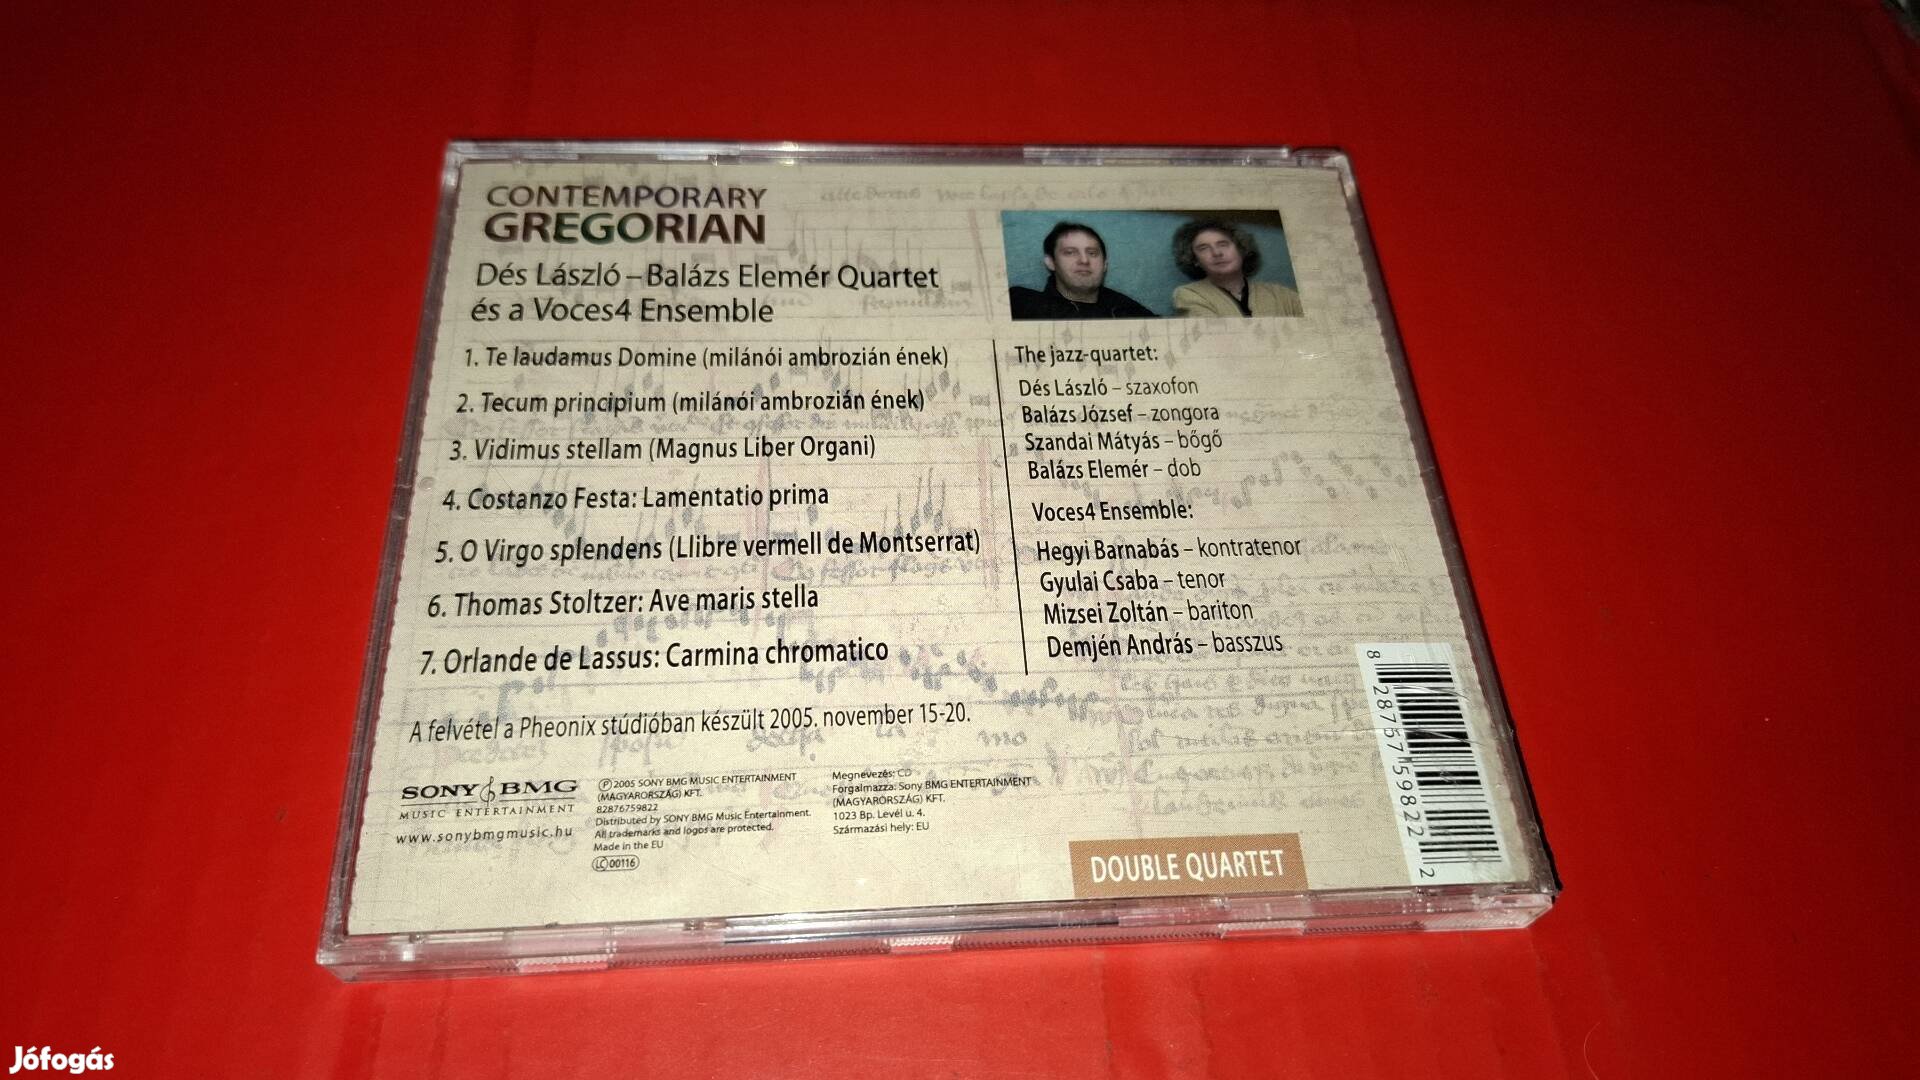 CONTEMPORARY
GREGORIAN
Dés László – Balázs Elemér Quartet
és a Voces4 Ensemble
1. Te laudamus Domine (milánói ambrozián ének)
2. Tecum principium (milánói ambrozián ének)
3. Vidimus stellam (Magnus Liber Organi)
4. Costanzo Festa: Lamentatio prima
5. O Virgo splendens (Llibre vermell de Montserrat)
6. Thomas Stoltzer: Ave maris stella
7. Orlande de Lassus: Carmina chromatico
The jazz-quartet:
Dés László – szaxofon
Balázs József – zongora
Szandai Mátyás – bőgő
Balázs Elemér – dob
Voces4 Ensemble:
Hegyi Barnabás – kontratenor
Gyulai Csaba – tenor
Mizsei Zoltán – bariton
Demjén András – basszus
A felvétel a Pheonix stúdióban készült 2005. november 15-20.
SONY BMG
MUSIC ENTERTAINMENT
www.sonybmgmusic.hu
Ⓟ 2005 SONY BMG MUSIC ENTERTAINMENT
(MAGYARORSZÁG) KFT.
82876759822
Distributed by SONY BMG Music Entertainment.
All trademarks and logos are protected.
Made in the EU
LC 00116
Megnevezés: CD
Forgalmazza: Sony BMG ENTERTAINMENT
(MAGYARORSZÁG) KFT.
1023 Bp. Levél u. 4.
Származási hely: EU
DOUBLE QUARTET
8 28757 59822 2
Jófogás